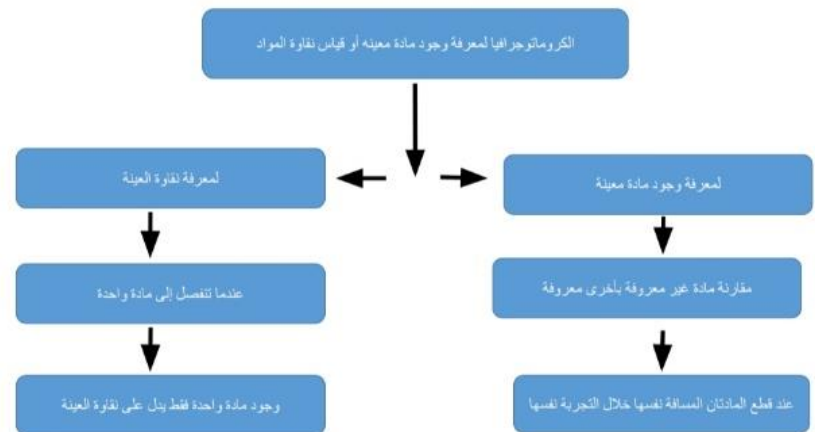 الكروماتوجرافيا لمعرفة وجود مادة معينه أو قياس نقاوة المواد
لمعرفة وجود مادة معينة
مقارنة مادة غير معروفة بأخرى معروفة
عند قطع المادتان المسافة نفسها خلال التجربة نفسها
لمعرفة نقاوة العينة
عندما تنفصل إلى مادة واحدة
وجود مادة واحدة فقط يدل على نقاوة العينة